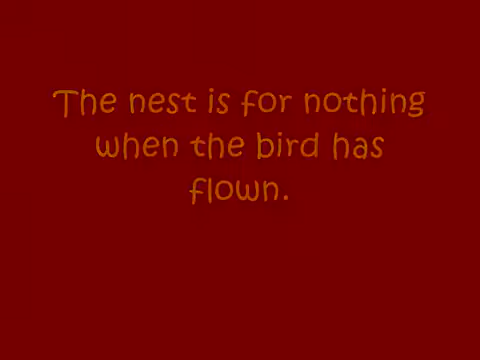 The nest is for nothing
when the bird has
flown.